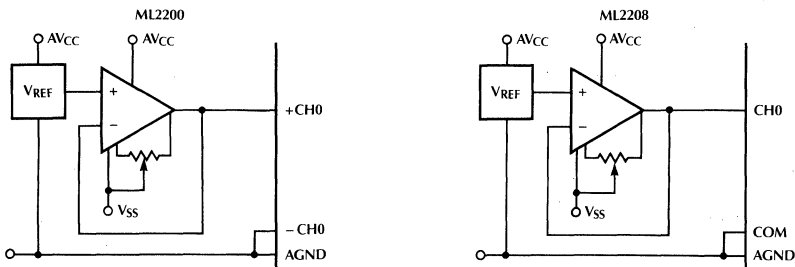 ML2200
AVCC
AVCC
VREF
+
−
+CH0
VSS
−CH0
AGND
ML2208
AVCC
AVCC
VREF
+
−
CH0
VSS
COM
AGND